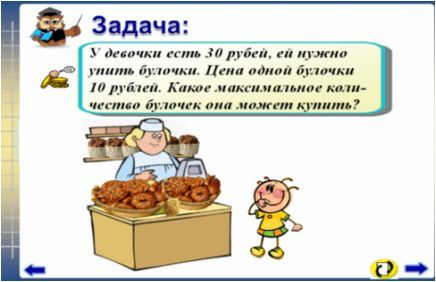 Задача:
У девочки есть 30 рубей, ей нужно
упить булочки. Цена одной булочки
10 рублей. Какое максимальное коли-
чество булочек она может купить?